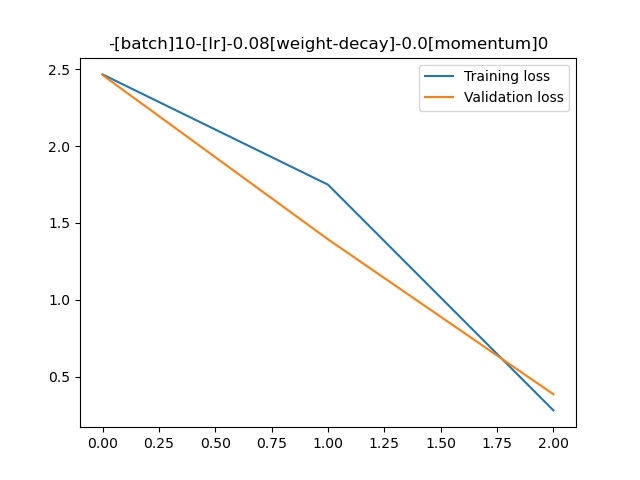 -[batch]10-[lr]-0.08[weight-decay]-0.0[momentum]0
Training loss
Validation loss
2.5
2.0
1.5
1.0
0.5
0.00 0.25 0.50 0.75 1.00 1.25 1.50 1.75 2.00